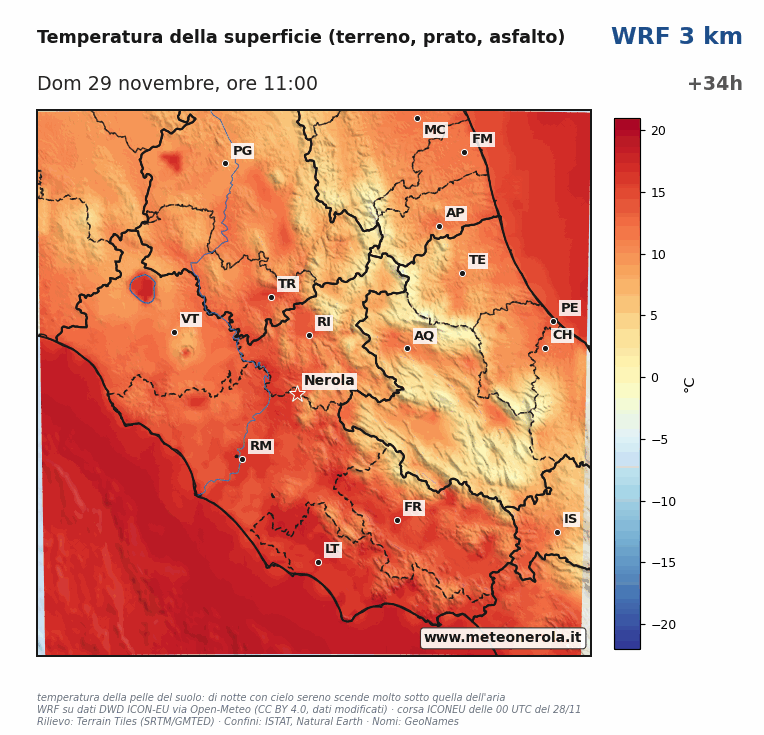 Temperatura della superficie (terreno, prato, asfalto)
WRF 3 km
Dom 29 novembre, ore 11:00
+34h
MC
FM
PG
AP
TE
TR
PE
VT
RI
AQ
CH
Nerola
RM
FR
IS
LT
www.meteonerola.it
20
15
10
5
0
−5
−10
−15
−20
°C
temperatura della pelle del suolo: di notte con cielo sereno scende molto sotto quella dell'aria
WRF su dati DWD ICON-EU via Open-Meteo (CC BY 4.0, dati modificati) · corsa ICONEU delle 00 UTC del 28/11
Rilievo: Terrain Tiles (SRTM/GMTED) · Confini: ISTAT, Natural Earth · Nomi: GeoNames